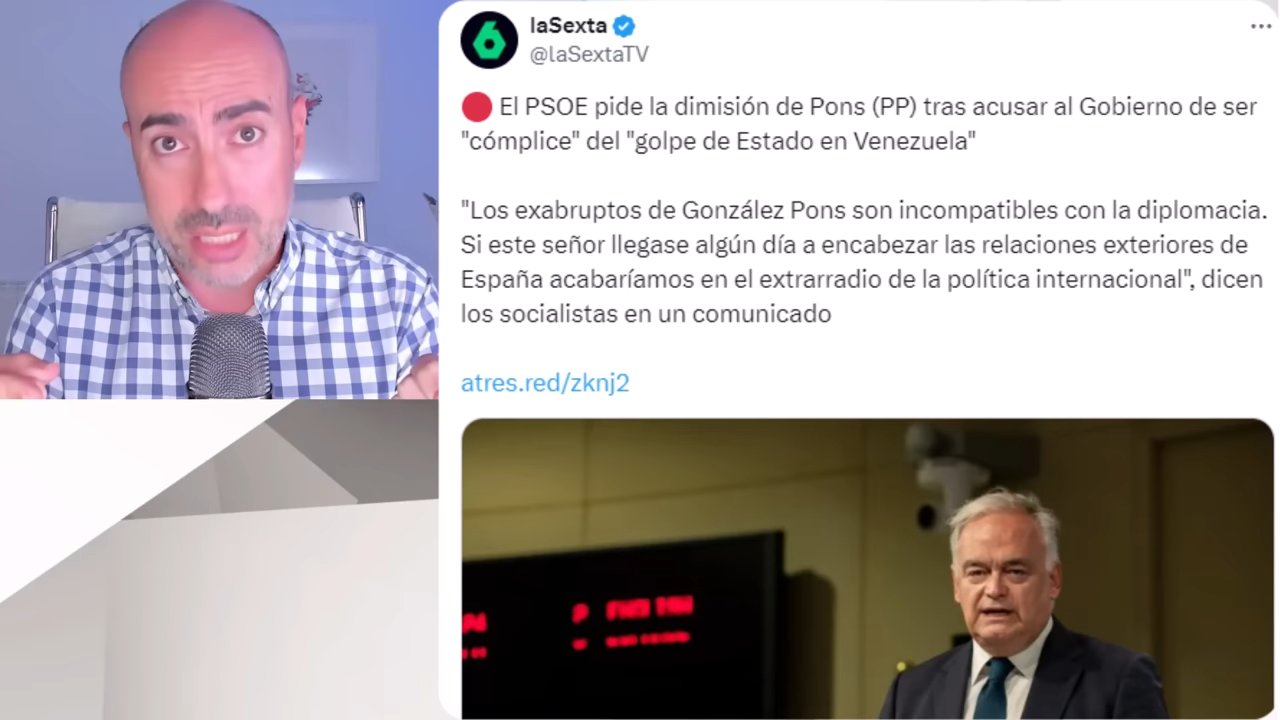 laSexta
@laSextaTV
🔴 El PSOE pide la dimisión de Pons (PP) tras acusar al Gobierno de ser
"cómplice" del "golpe de Estado en Venezuela"
"Los exabruptos de González Pons son incompatibles con la diplomacia.
Si este señor llegase algún día a encabezar las relaciones exteriores de
España acabaríamos en el extrarradio de la política internacional", dicen
los socialistas en un comunicado
atres.red/zknj2